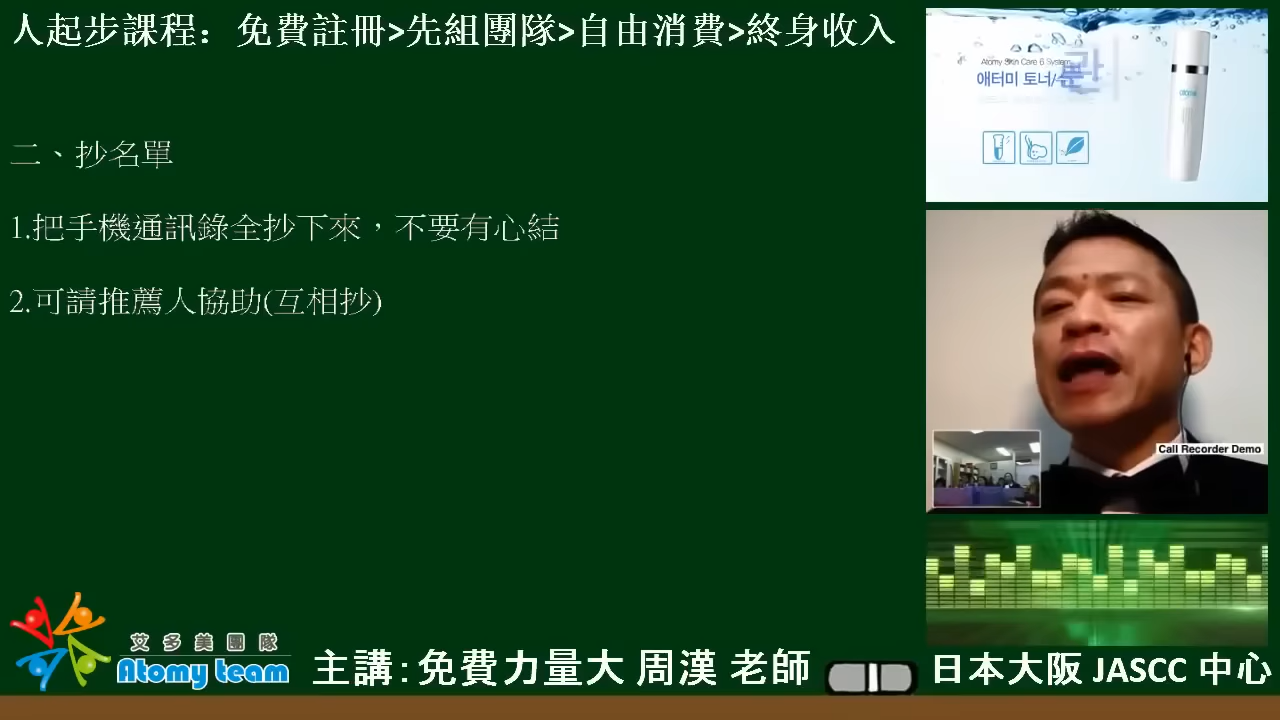 人起步課程：免費註冊>先組團隊>自由消費>終身收入
二、抄名單
1.把手機通訊錄全抄下來，不要有心結
2.可請推薦人協助(互相抄)
Atomy Skin Care 6 System
애터미 토너/
Call Recorder Demo
艾多美團隊
Atomy team
主講：免費力量大 周漢 老師
日本大阪 JASCC 中心